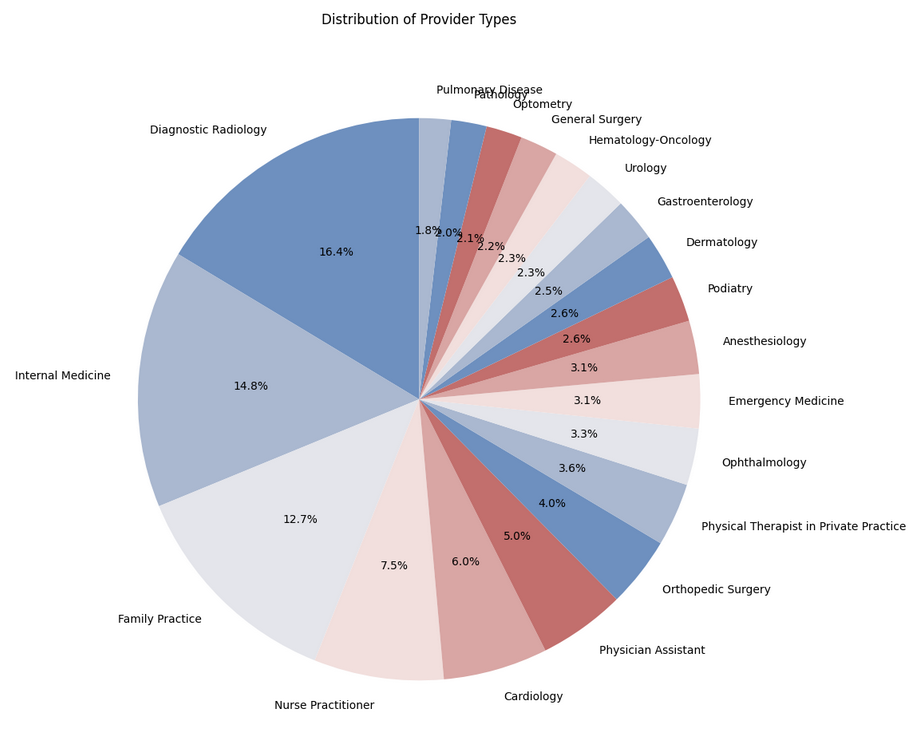 Distribution of Provider Types
Pulmonary Disease
Pathology
Optometry
General Surgery
Hematology-Oncology
Urology
Gastroenterology
Dermatology
Podiatry
Anesthesiology
Emergency Medicine
Ophthalmology
Physical Therapist in Private Practice
Orthopedic Surgery
Physician Assistant
Cardiology
Nurse Practitioner
Family Practice
Internal Medicine
Diagnostic Radiology
1.8%
2.0%
2.1%
2.2%
2.3%
2.3%
2.5%
2.6%
2.6%
3.1%
3.1%
3.3%
3.6%
4.0%
5.0%
6.0%
7.5%
12.7%
14.8%
16.4%